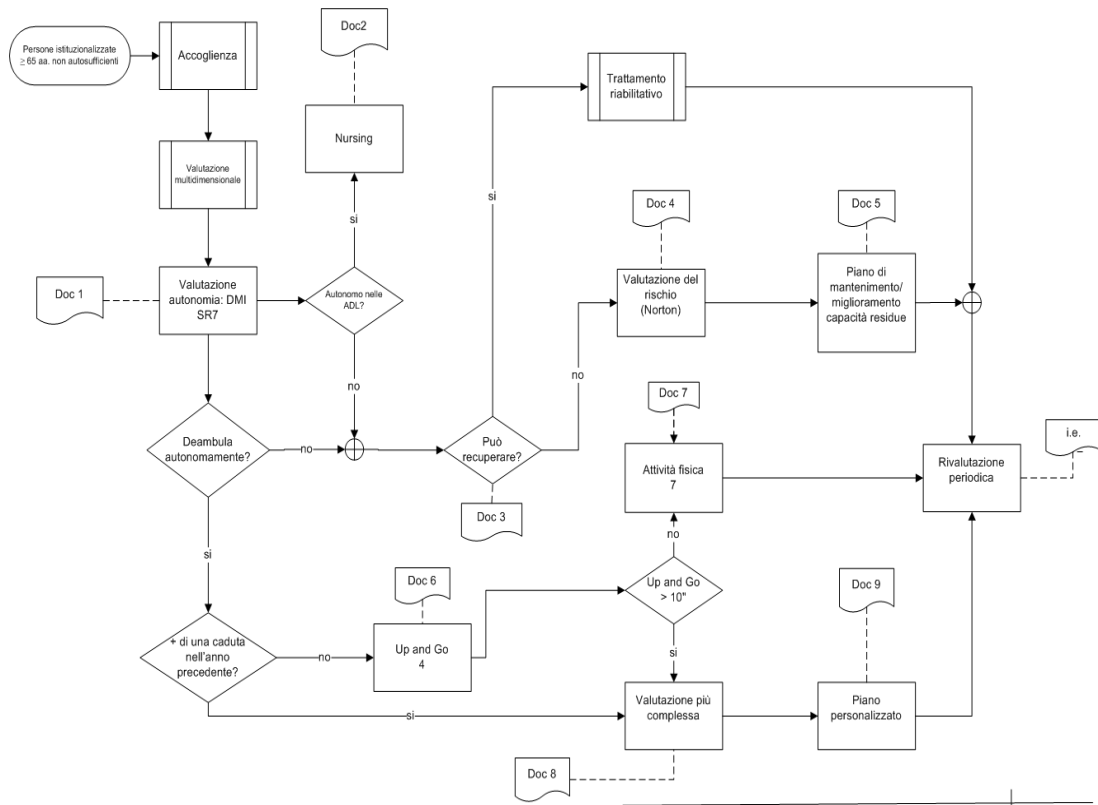 Persone istituzionalizzate
≥ 65 aa. non autosufficienti
Accoglienza
Doc2
Nursing
Trattamento
riabilitativo
Valutazione
multidimensionale
si
si
Doc 1
Valutazione
autonomia: DMI
SR7
Autonomo nelle
ADL?
no
Doc 4
Valutazione del
rischio
(Norton)
Doc 5
Piano di
mantenimento/
miglioramento
capacità residue
no
Deambula
autonomamente?
no
Può
recuperare?
Doc 3
Doc 7
Attività fisica
7
no
Rivalutazione
periodica
i.e.
si
Doc 6
Up and Go
4
Up and Go
> 10"
si
Doc 9
+ di una caduta
nell'anno
precedente?
no
si
Valutazione più
complessa
Piano
personalizzato
Doc 8